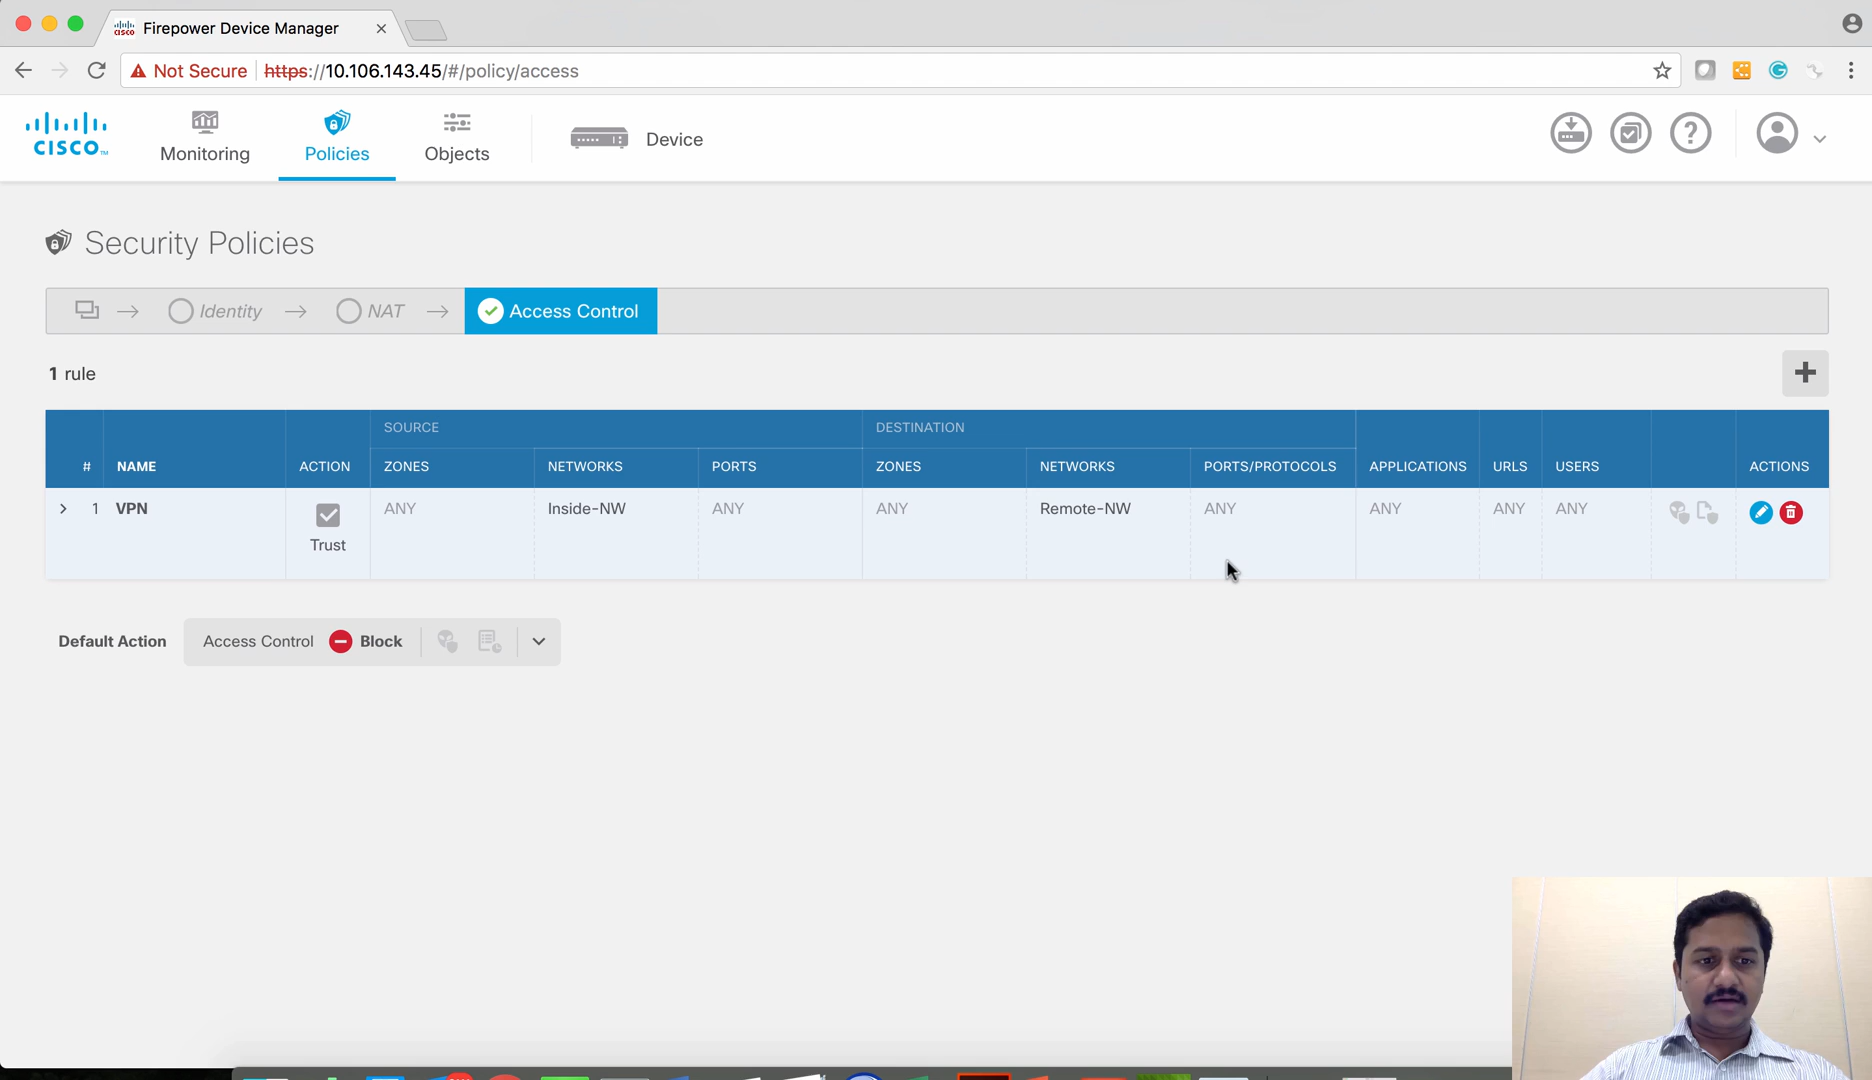 Firepower Device Manager
Not Secure https://10.106.143.45/#/policy/access
CISCO
Monitoring
Policies
Objects
Device
Security Policies
Identity
NAT
Access Control
1 rule
SOURCE
DESTINATION
# NAME ACTION ZONES NETWORKS PORTS ZONES NETWORKS PORTS/PROTOCOLS APPLICATIONS URLS USERS ACTIONS
1 VPN ANY Inside-NW ANY ANY Remote-NW ANY ANY ANY ANY
Trust
Default Action Access Control Block